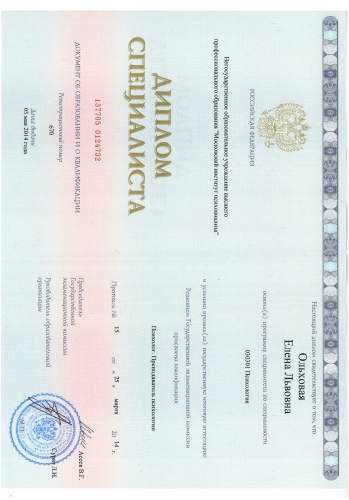 РОССИЙСКАЯ ФЕДЕРАЦИЯ
Негосударственное образовательное учреждение высшего
профессионального образования "Московский институт психоанализа"
ДИПЛОМ
СПЕЦИАЛИСТА
137705 0124732
ДОКУМЕНТ ОБ ОБРАЗОВАНИИ И О КВАЛИФИКАЦИИ
Регистрационный номер
670
Дата выдачи
05 мая 2014 года
Настоящий диплом свидетельствует о том, что
Ольховая
Елена Львовна
освоил(а) программу специалитета по специальности
030301 Психология
и успешно прошел(ла) государственную итоговую аттестацию
Решением Государственной экзаменационной комиссии
присвоена квалификация
Психолог. Преподаватель психологии
Протокол № 15 от « 25 » марта 20 14 г.
Председатель
Государственной
экзаменационной комиссии
Асеев В.Г.
Руководитель образовательной
организации
Сурат Л.И.